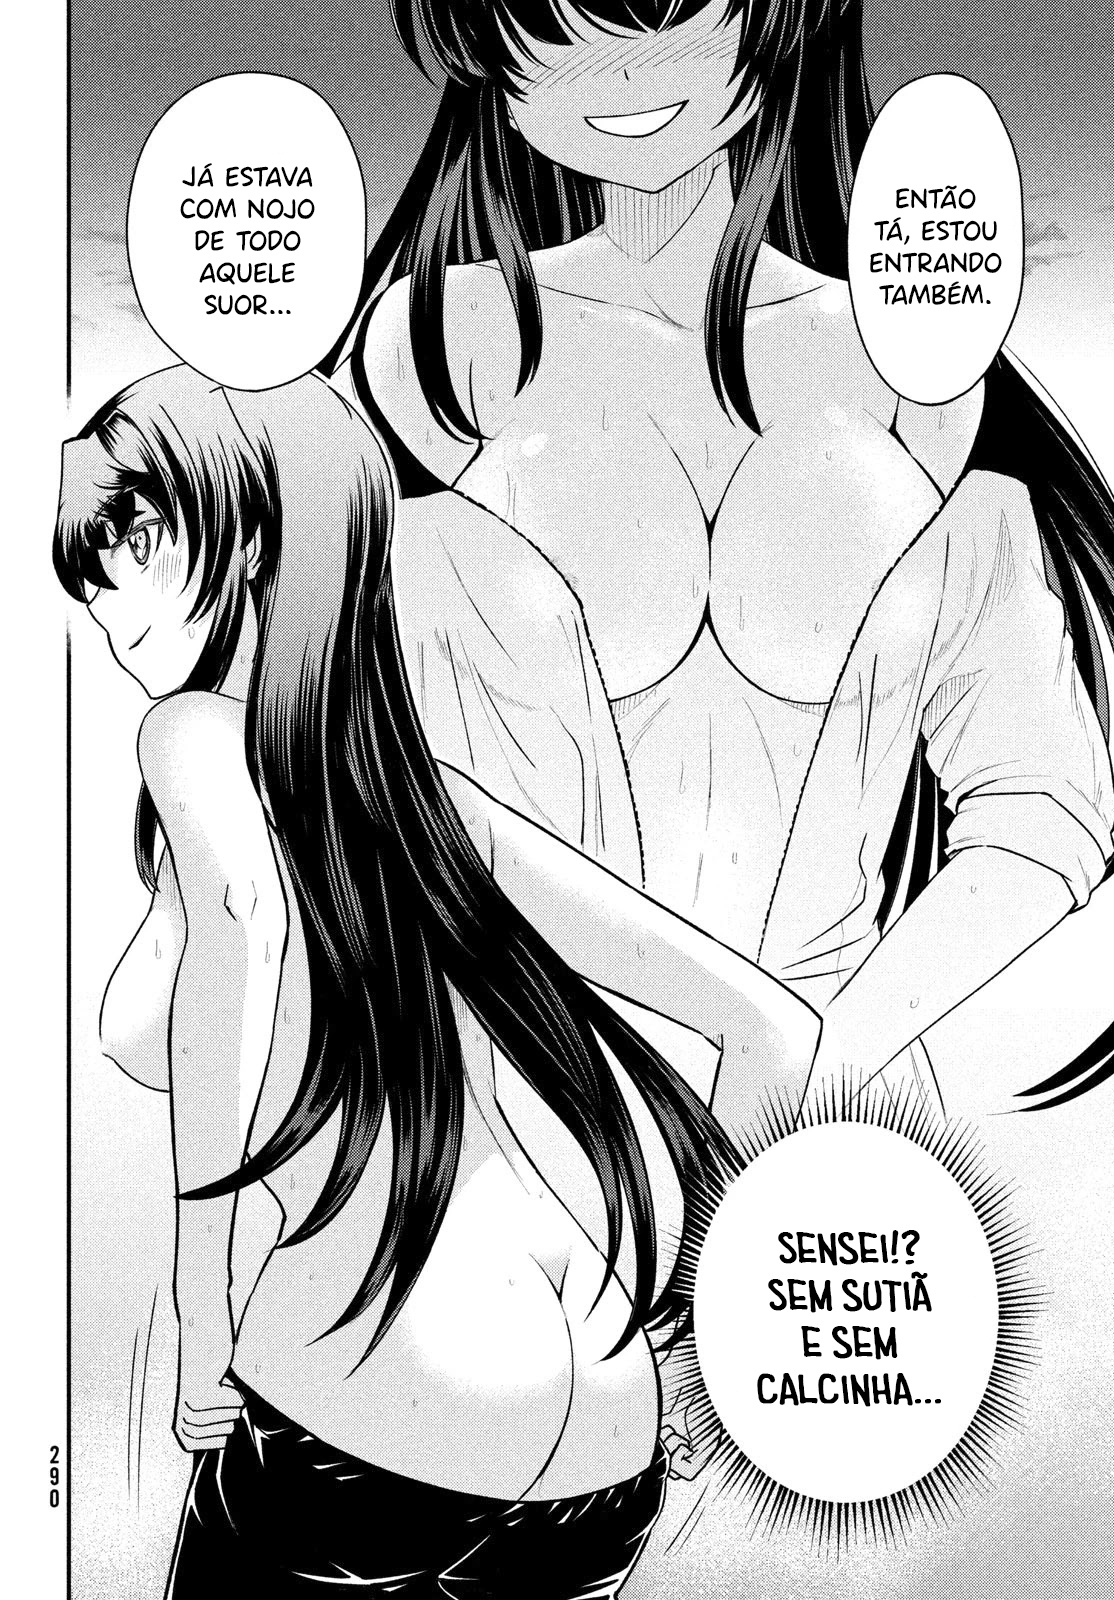 ENTÃO
TÁ, ESTOU
ENTRANDO
TAMBÉM.
JÁ ESTAVA
COM NOJO
DE TODO
AQUELE
SUOR...
SENSEI!?
SEM SUTIÃ
E SEM
CALCINHA...
290